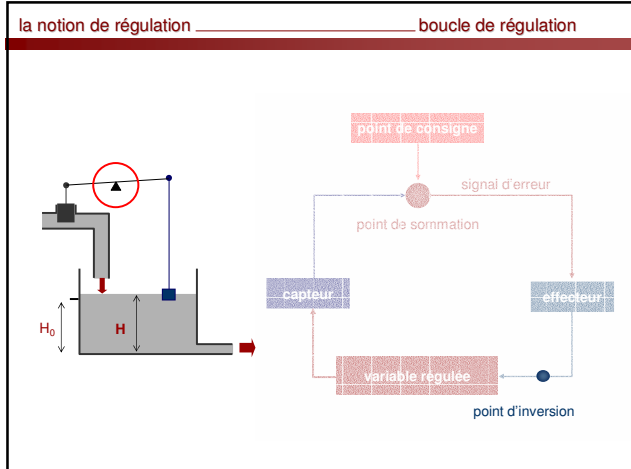 la notion de régulation boucle de régulation
point de consigne
signal d'erreur
point de sommation
capteur
effecteur
H0
H
variable régulée
point d'inversion